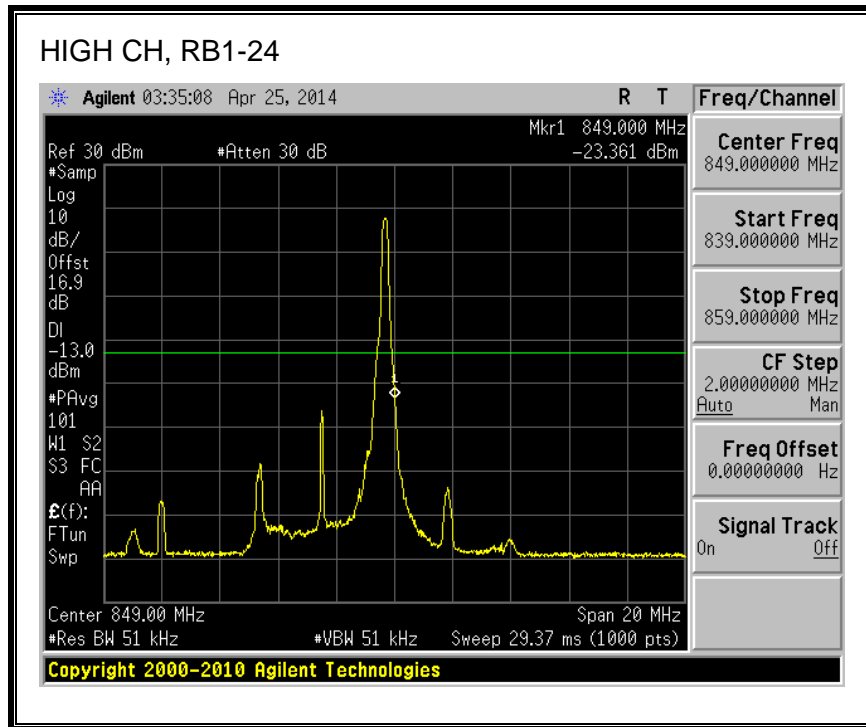 HIGH CH, RB1-24
Agilent 03:35:08 Apr 25, 2014 R T
Mkr1 849.000 MHz
Ref 30 dBm #Atten 30 dB -23.361 dBm
#Samp
Log
10
dB/
Offst
16.9
dB
DI
-13.0
dBm
#PAvg
101
W1 S2
S3 FC
AA
£(f):
FTun
Swp
1
Center 849.00 MHz Span 20 MHz
#Res BW 51 kHz #VBW 51 kHz Sweep 29.37 ms (1000 pts)
Copyright 2000-2010 Agilent Technologies
Freq/Channel
Center Freq
849.000000 MHz
Start Freq
839.000000 MHz
Stop Freq
859.000000 MHz
CF Step
2.00000000 MHz
Auto Man
Freq Offset
0.00000000 Hz
Signal Track
On Off